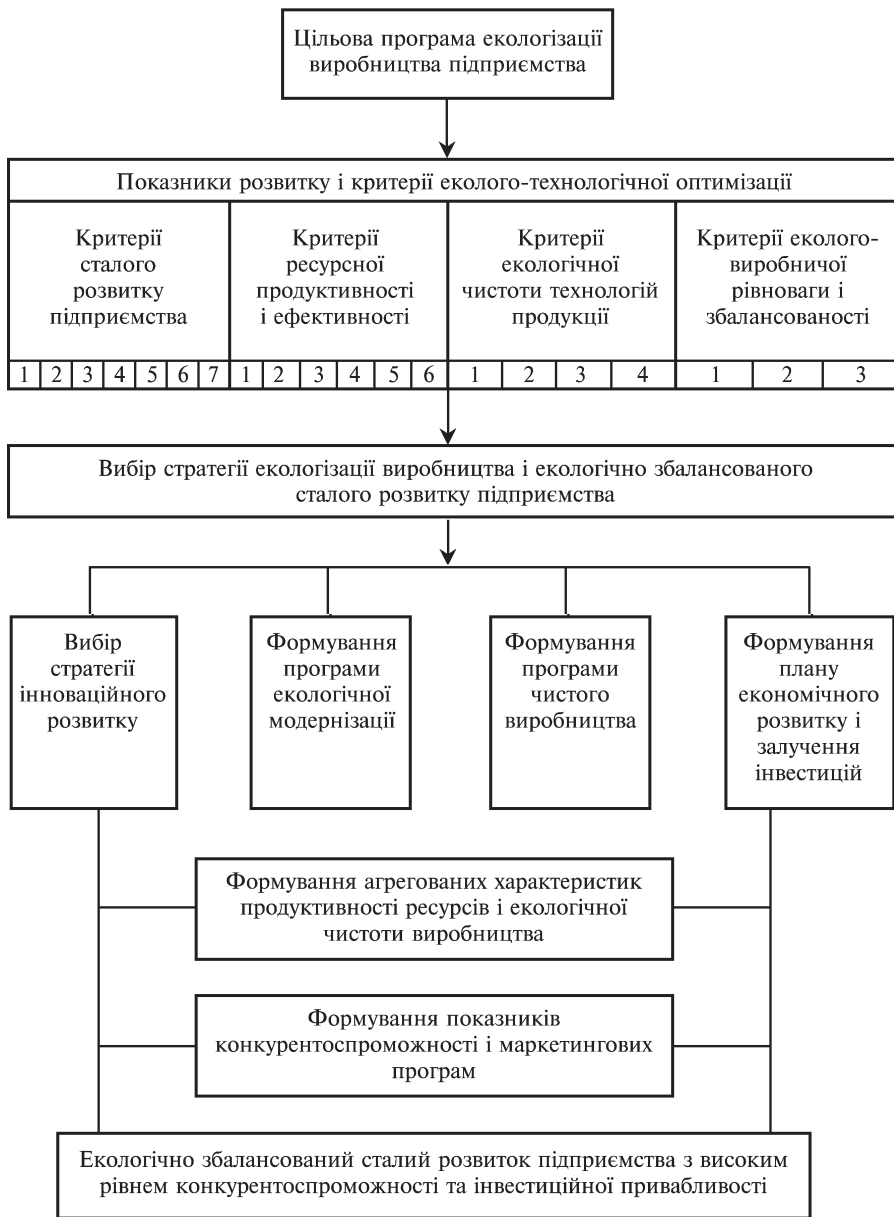 Цільова програма екологізації
виробництва підприємства
Показники розвитку і критерії еколого-технологічної оптимізації
Критерії
сталого
розвитку
підприємства
Критерії
ресурсної
продуктивності
і ефективності
Критерії
екологічної
чистоти технологій
продукції
Критерії еколого-
виробничої
рівноваги і
збалансованості
1 2 3 4 5 6 7 1 2 3 4 5 6 1 2 3 4 1 2 3
Вибір стратегії екологізації виробництва і екологічно збалансованого
сталого розвитку підприємства
Вибір
стратегії
інноваційного
розвитку
Формування
програми
екологічної
модернізації
Формування
програми
чистого
виробництва
Формування
плану
економічного
розвитку і
залучення
інвестицій
Формування агрегованих характеристик
продуктивності ресурсів і екологічної
чистоти виробництва
Формування показників
конкурентоспроможності і маркетингових
програм
Екологічно збалансований сталий розвиток підприємства з високим
рівнем конкурентоспроможності та інвестиційної привабливості